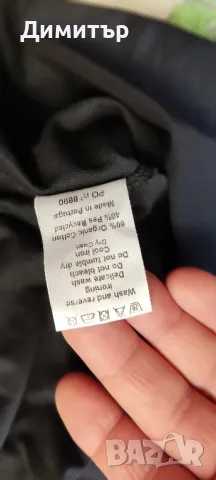 Димитър
PO n° 8890
Made in Portugal
40% Pes Recycled
60% Organic Cotton
Dry Clean
Cool iron
Do not tumble dry
Do not bleach
Delicate wash
Ironing
Wash and reverse
bazar